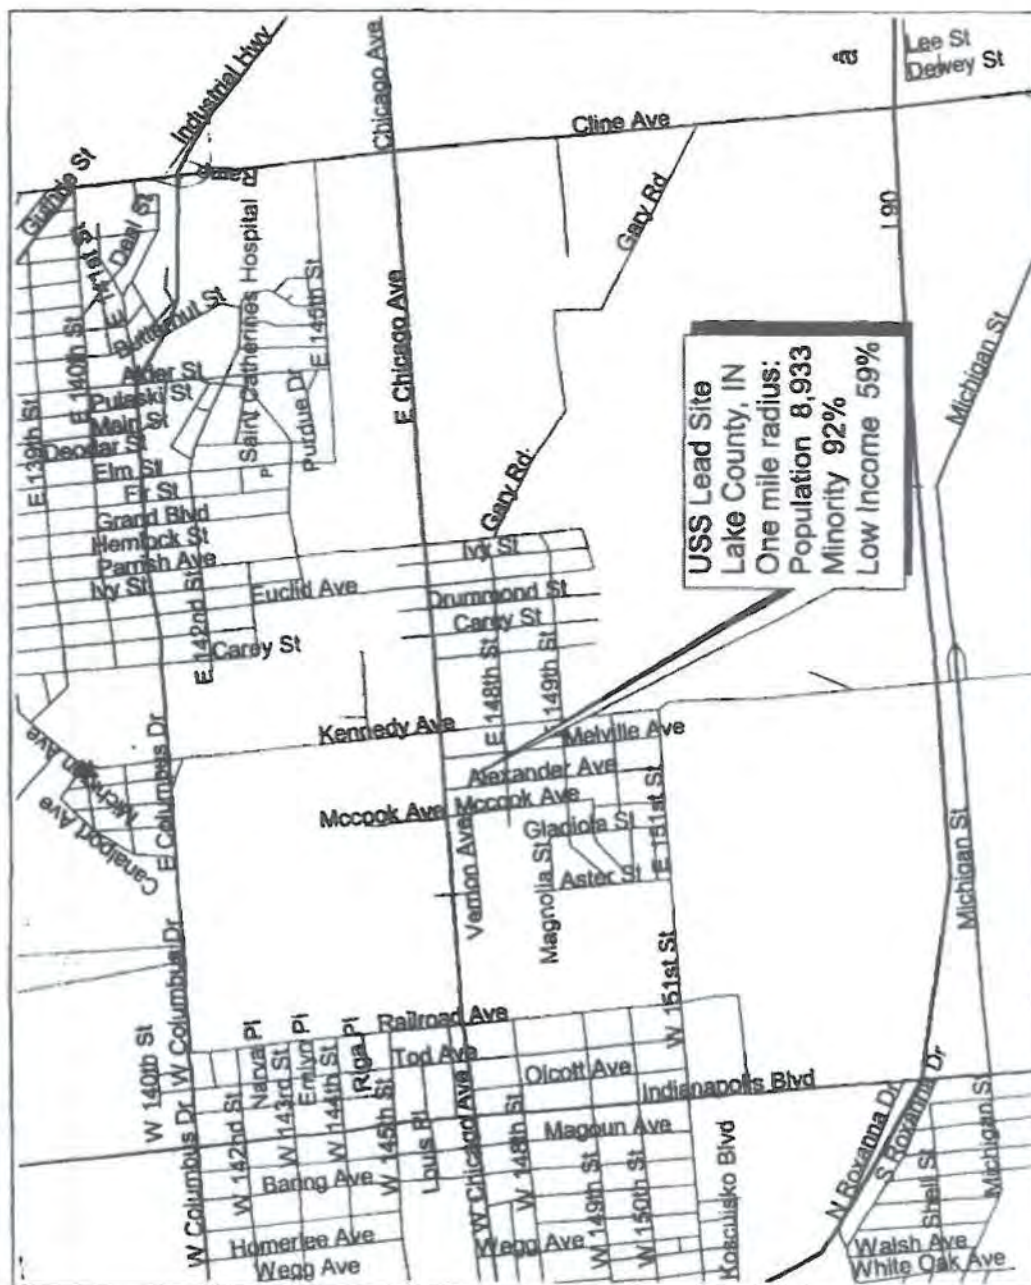 Lee St
Dewey St
â
Industrial Hwy
Chicago Ave
Cline Ave
Guthrie St
Gary Rd
I 90
E 141st St
Deal St
Saint Catherines Hospital
E 145th St
Butternut St
E 140th St
E Chicago Ave
Michigan St
Alder St
Pulaski St
Main St
Deodar St
E 139th St
Elm St
Fir St
P
Purdue Dr
Grand Blvd
Hemlock St
Parrish Ave
Ivy St
Gary Rd
Ivy St
USS Lead Site
Lake County, IN
One mile radius:
Population 8,933
Minority 92%
Low Income 59%
Euclid Ave
Drummond St
E 142nd St
Carey St
Carey St
E 148th St
E 149th St
Kennedy Ave
Melville Ave
Michigan Ave
E Columbus Dr
Alexander Ave
Canalport Ave
Mccook Ave
Mccook Ave
Gladiola St
E 151st St
Vernon Ave
Magnolia St
Aster St
Michigan St
W 140th St
W Columbus Dr
W 151st St
Railroad Ave
Narva Pl
W 143rd St
Emlyn Pl
W 144th St
Riga Pl
Tod Ave
Olcott Ave
Indianapolis Blvd
W Columbus Dr
W 142nd St
W 145th St
Louis Pl
W Chicago Ave
W 148th St
Magoun Ave
Baring Ave
W 149th St
W 150th St
Kosciusko Blvd
N Roxanna Dr
S Roxanna Dr
Shell St
Michigan St
Homerlee Ave
Wegg Ave
Wegg Ave
Walsh Ave
White Oak Ave